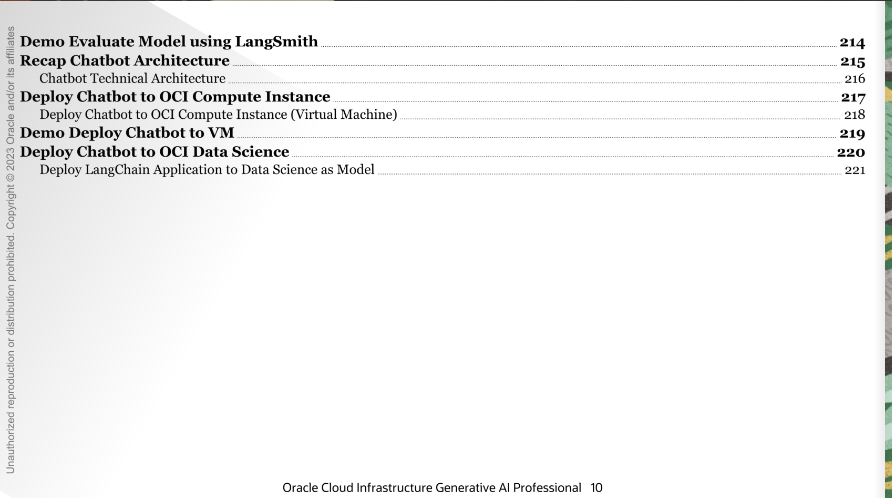 Demo Evaluate Model using LangSmith 214
Recap Chatbot Architecture 215
Chatbot Technical Architecture 216
Deploy Chatbot to OCI Compute Instance 217
Deploy Chatbot to OCI Compute Instance (Virtual Machine) 218
Demo Deploy Chatbot to VM 219
Deploy Chatbot to OCI Data Science 220
Deploy LangChain Application to Data Science as Model 221
Unauthorized reproduction or distribution prohibited. Copyright © 2023 Oracle and/or its affiliates
Oracle Cloud Infrastructure Generative AI Professional 10